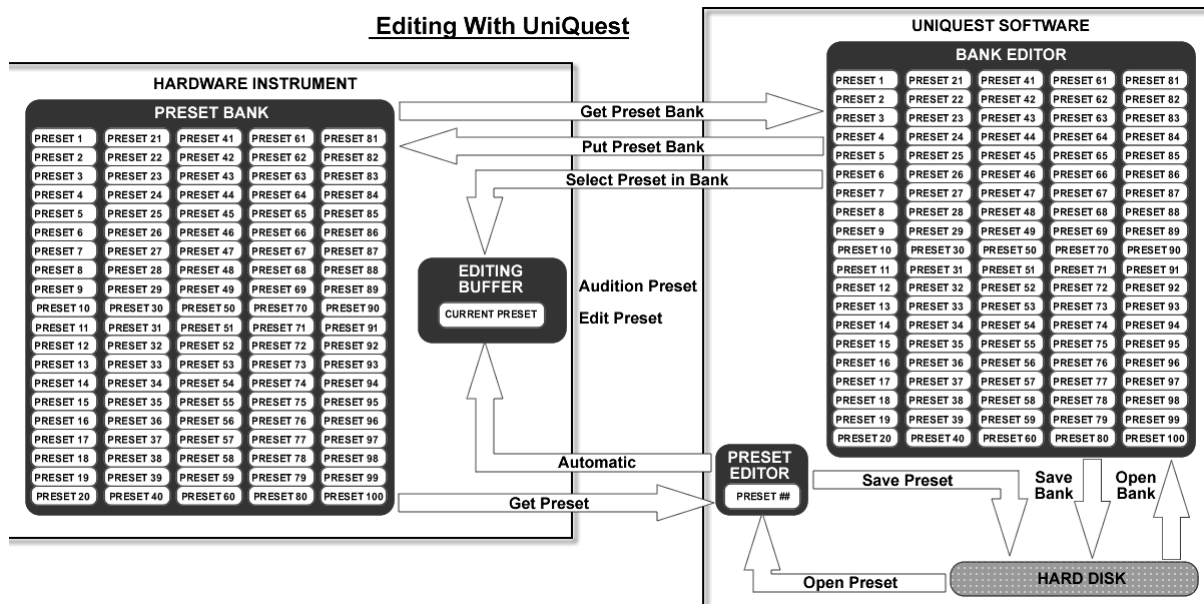 Editing With UniQuest
UNIQUEST SOFTWARE
HARDWARE INSTRUMENT
PRESET BANK
PRESET 1 PRESET 21 PRESET 41 PRESET 61 PRESET 81
PRESET 2 PRESET 22 PRESET 42 PRESET 62 PRESET 82
PRESET 3 PRESET 23 PRESET 43 PRESET 63 PRESET 83
PRESET 4 PRESET 24 PRESET 44 PRESET 64 PRESET 84
PRESET 5 PRESET 25 PRESET 45 PRESET 65 PRESET 85
PRESET 6 PRESET 26 PRESET 46 PRESET 66 PRESET 86
PRESET 7 PRESET 27 PRESET 47 PRESET 67 PRESET 87
PRESET 8 PRESET 28 PRESET 48 PRESET 68 PRESET 88
PRESET 9 PRESET 29 PRESET 49 PRESET 69 PRESET 89
PRESET 10 PRESET 30 PRESET 50 PRESET 70 PRESET 90
PRESET 11 PRESET 31 PRESET 51 PRESET 71 PRESET 91
PRESET 12 PRESET 32 PRESET 52 PRESET 72 PRESET 92
PRESET 13 PRESET 33 PRESET 53 PRESET 73 PRESET 93
PRESET 14 PRESET 34 PRESET 54 PRESET 74 PRESET 94
PRESET 15 PRESET 35 PRESET 55 PRESET 75 PRESET 95
PRESET 16 PRESET 36 PRESET 56 PRESET 76 PRESET 96
PRESET 17 PRESET 37 PRESET 57 PRESET 77 PRESET 97
PRESET 18 PRESET 38 PRESET 58 PRESET 78 PRESET 98
PRESET 19 PRESET 39 PRESET 59 PRESET 79 PRESET 99
PRESET 20 PRESET 40 PRESET 60 PRESET 80 PRESET 100
Get Preset Bank
Put Preset Bank
Select Preset in Bank
EDITING
BUFFER
CURRENT PRESET
Audition Preset
Edit Preset
Automatic
Get Preset
BANK EDITOR
PRESET 1 PRESET 21 PRESET 41 PRESET 61 PRESET 81
PRESET 2 PRESET 22 PRESET 42 PRESET 62 PRESET 82
PRESET 3 PRESET 23 PRESET 43 PRESET 63 PRESET 83
PRESET 4 PRESET 24 PRESET 44 PRESET 64 PRESET 84
PRESET 5 PRESET 25 PRESET 45 PRESET 65 PRESET 85
PRESET 6 PRESET 26 PRESET 46 PRESET 66 PRESET 86
PRESET 7 PRESET 27 PRESET 47 PRESET 67 PRESET 87
PRESET 8 PRESET 28 PRESET 48 PRESET 68 PRESET 88
PRESET 9 PRESET 29 PRESET 49 PRESET 69 PRESET 89
PRESET 10 PRESET 30 PRESET 50 PRESET 70 PRESET 90
PRESET 11 PRESET 31 PRESET 51 PRESET 71 PRESET 91
PRESET 12 PRESET 32 PRESET 52 PRESET 72 PRESET 92
PRESET 13 PRESET 33 PRESET 53 PRESET 73 PRESET 93
PRESET 14 PRESET 34 PRESET 54 PRESET 74 PRESET 94
PRESET 15 PRESET 35 PRESET 55 PRESET 75 PRESET 95
PRESET 16 PRESET 36 PRESET 56 PRESET 76 PRESET 96
PRESET 17 PRESET 37 PRESET 57 PRESET 77 PRESET 97
PRESET 18 PRESET 38 PRESET 58 PRESET 78 PRESET 98
PRESET 19 PRESET 39 PRESET 59 PRESET 79 PRESET 99
PRESET 20 PRESET 40 PRESET 60 PRESET 80 PRESET 100
PRESET
EDITOR
PRESET ##
Save Preset
Save
Bank
Open
Bank
Open Preset
HARD DISK